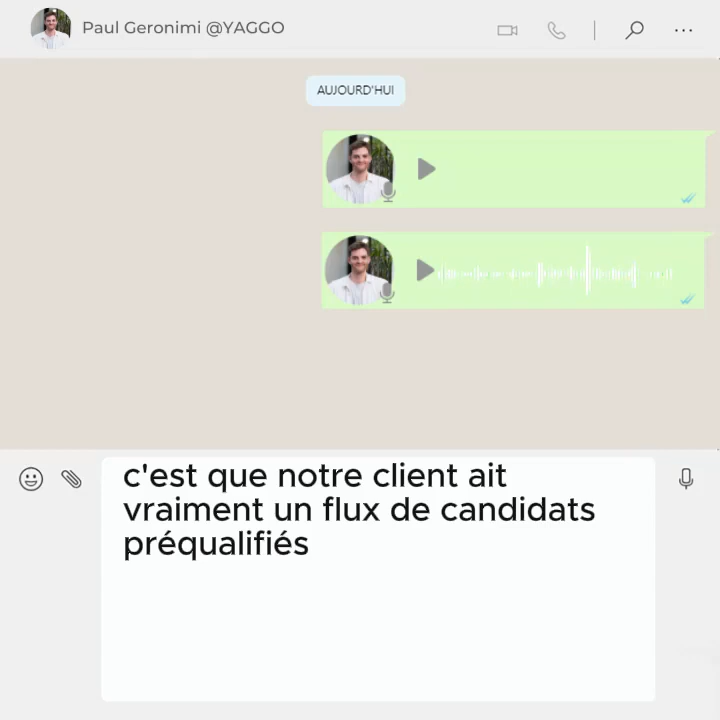 Paul Geronimi @YAGGO
AUJOURD'HUI
c'est que notre client ait
vraiment un flux de candidats
préqualifiés